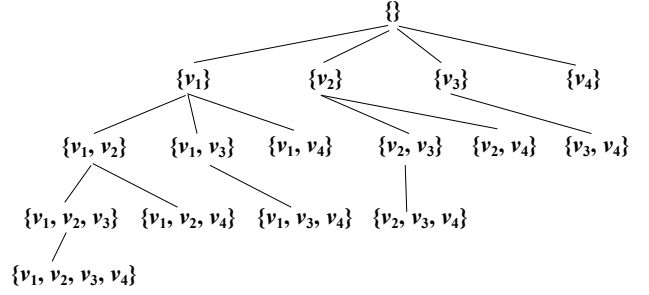 {}
{v₁} {v₂} {v₃} {v₄}
{v₁, v₂} {v₁, v₃} {v₁, v₄} {v₂, v₃} {v₂, v₄} {v₃, v₄}
{v₁, v₂, v₃} {v₁, v₂, v₄} {v₁, v₃, v₄} {v₂, v₃, v₄}
{v₁, v₂, v₃, v₄}